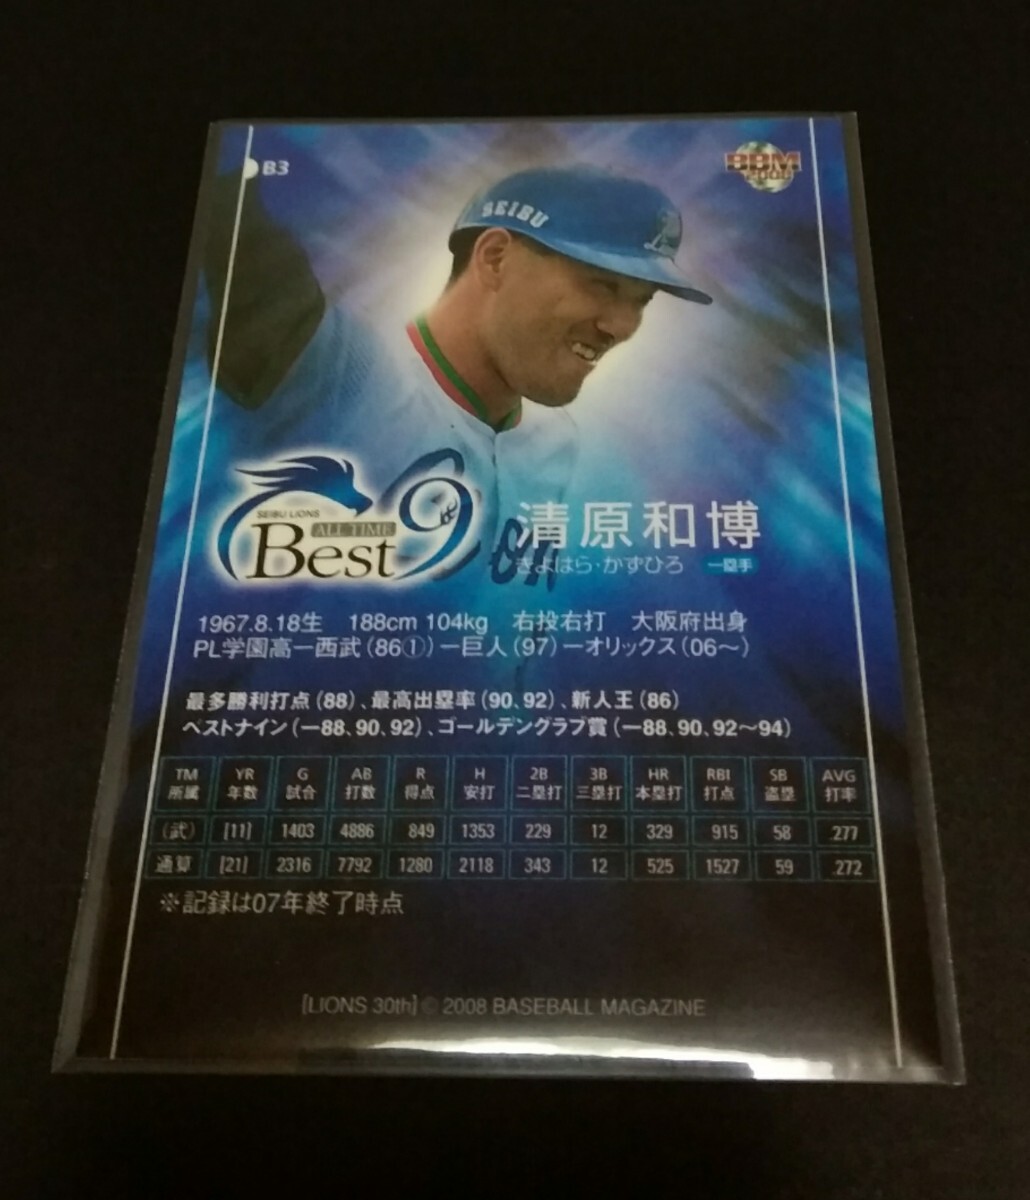 B3
BBM
2008
SEIBU
SEIBU LIONS
ALL TIME
Best 9
清原和博
きよはら・かずひろ 一塁手
1967.8.18生 188cm 104kg 右投右打 大阪府出身
PL学園高ー西武(86①)ー巨人(97)ーオリックス(06〜)
最多勝利打点(88)、最高出塁率(90、92)、新人王(86)
ベストナイン(ー88、90、92)、ゴールデングラブ賞(ー88、90、92〜94)
TM YR G AB R H 2B 3B HR RBI SB AVG
所属 年数 試合 打数 得点 安打 二塁打 三塁打 本塁打 打点 盗塁 打率
(武) [11] 1403 4886 849 1353 229 12 329 915 58 .277
通算 [21] 2316 7792 1280 2118 343 12 525 1527 59 .272
※記録は07年終了時点
[LIONS 30th] © 2008 BASEBALL MAGAZINE